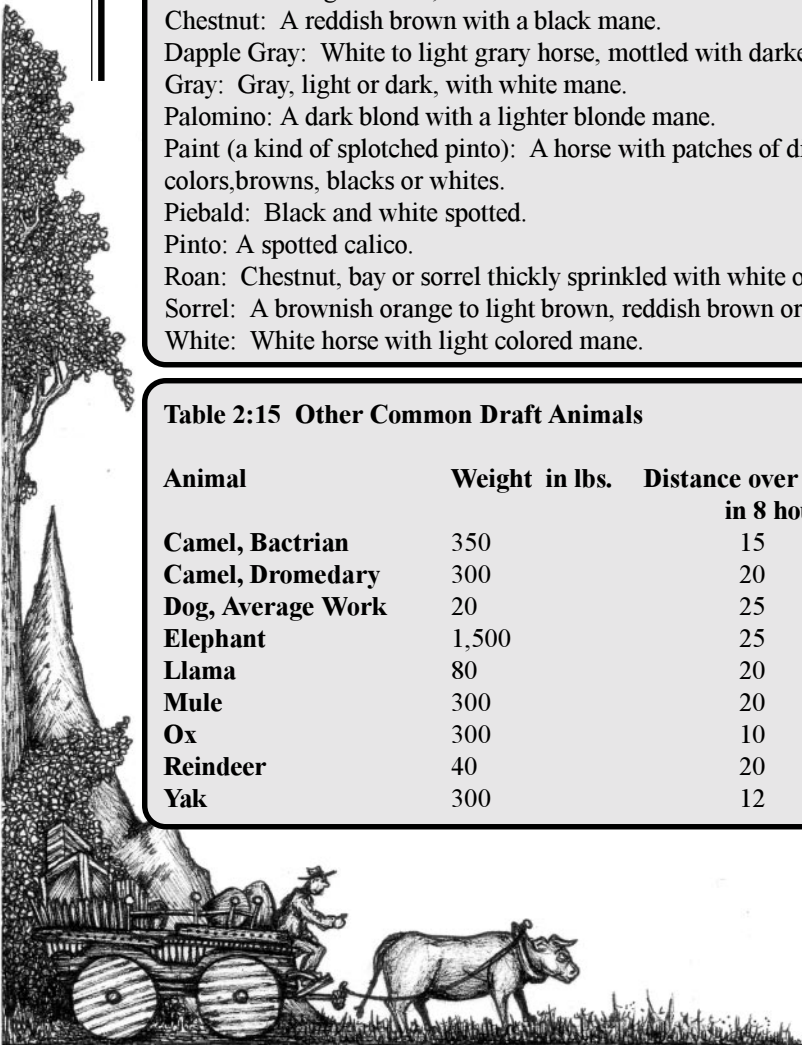 Chestnut: A reddish brown with a black mane.
Dapple Gray: White to light grary horse, mottled with darke
Gray: Gray, light or dark, with white mane.
Palomino: A dark blond with a lighter blonde mane.
Paint (a kind of splotched pinto): A horse with patches of di
colors,browns, blacks or whites.
Piebald: Black and white spotted.
Pinto: A spotted calico.
Roan: Chestnut, bay or sorrel thickly sprinkled with white o
Sorrel: A brownish orange to light brown, reddish brown or
White: White horse with light colored mane.
Table 2:15 Other Common Draft Animals
Animal Weight in lbs. Distance over
in 8 hou
Camel, Bactrian 350 15
Camel, Dromedary 300 20
Dog, Average Work 20 25
Elephant 1,500 25
Llama 80 20
Mule 300 20
Ox 300 10
Reindeer 40 20
Yak 300 12